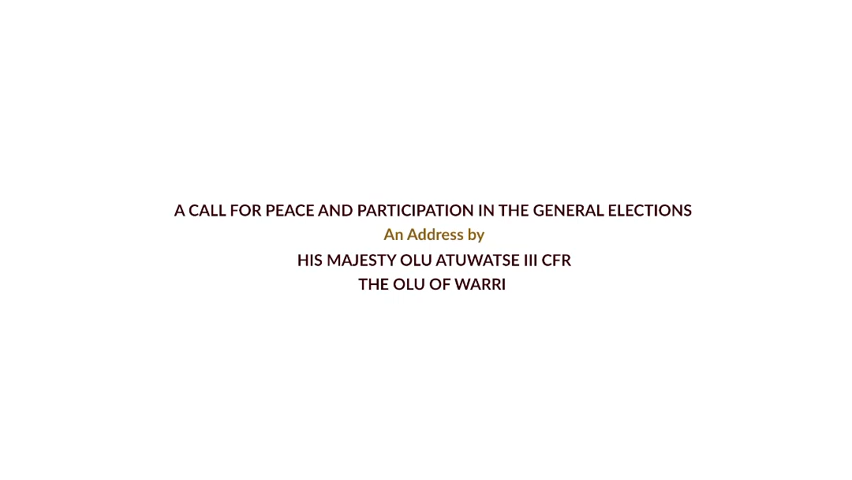 A CALL FOR PEACE AND PARTICIPATION IN THE GENERAL ELECTIONS
An Address by
HIS MAJESTY OLU ATUWATSE III CFR
THE OLU OF WARRI